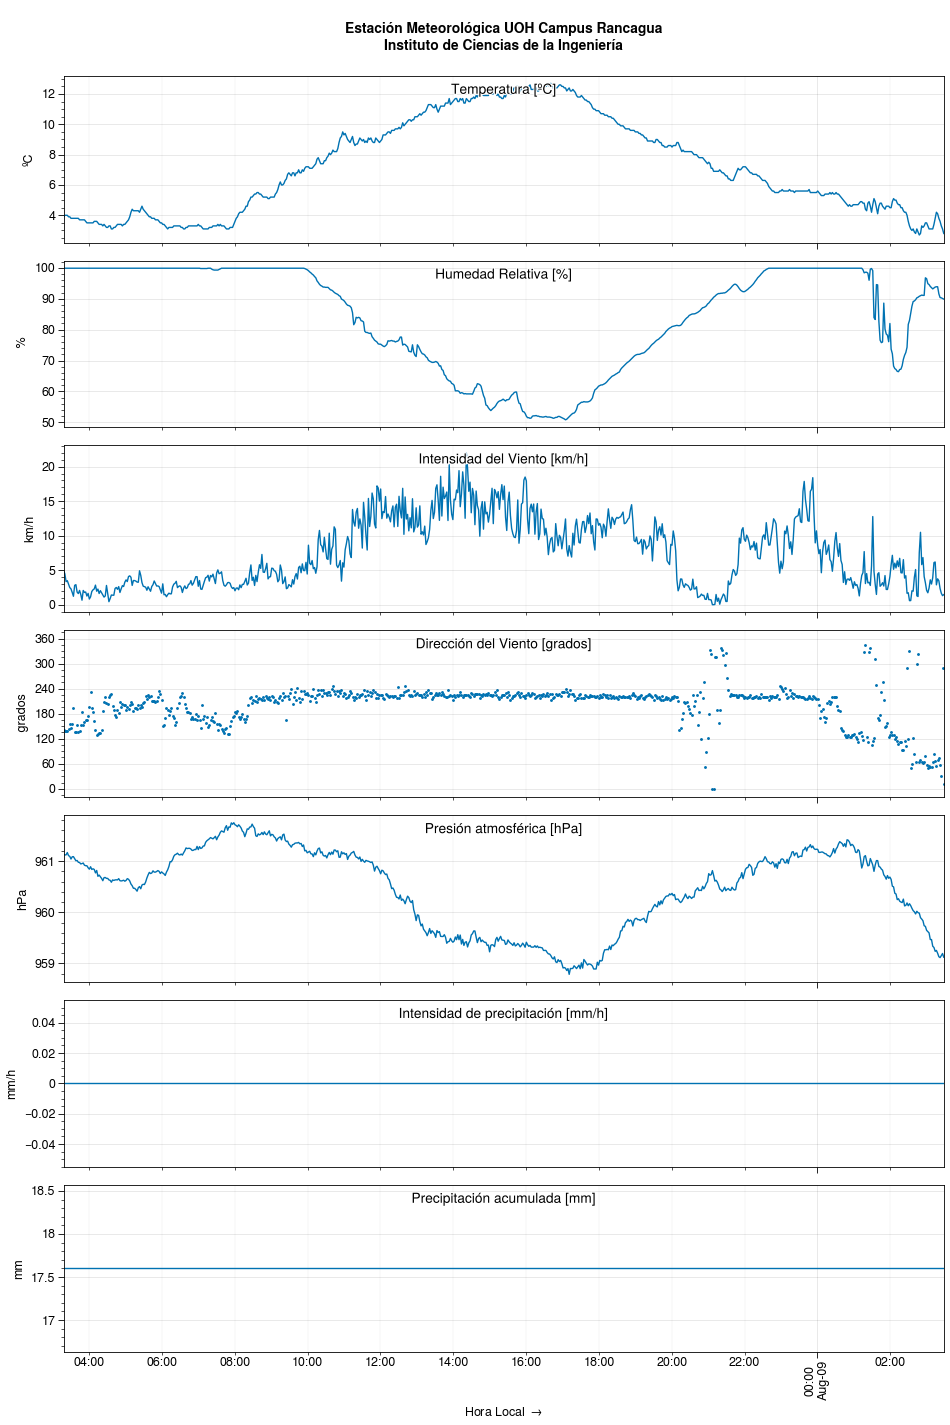 Estación Meteorológica UOH Campus Rancagua
Instituto de Ciencias de la Ingeniería
Temperatura [ºC]
ºC
12
10
8
6
4
Humedad Relativa [%]
%
100
90
80
70
60
50
Intensidad del Viento [km/h]
km/h
20
15
10
5
0
Dirección del Viento [grados]
grados
360
300
240
180
120
60
0
Presión atmosférica [hPa]
hPa
961
960
959
Intensidad de precipitación [mm/h]
mm/h
0.04
0.02
0
−0.02
−0.04
Precipitación acumulada [mm]
mm
18.5
18
17.5
17
04:00
06:00
08:00
10:00
12:00
14:00
16:00
18:00
20:00
22:00
00:00
Aug-09
02:00
Hora Local →